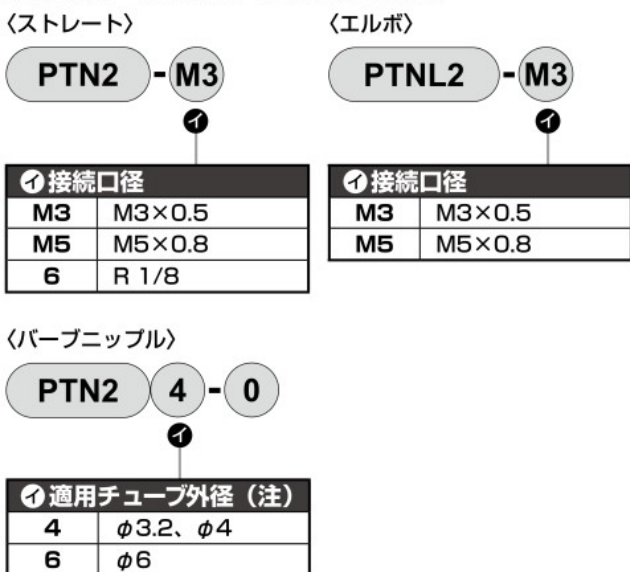 〈ストレート〉
PTN2 - M3
イ
イ接続口径
M3 M3×0.5
M5 M5×0.8
6 R 1/8
〈エルボ〉
PTNL2 - M3
イ
イ接続口径
M3 M3×0.5
M5 M5×0.8
〈バーブニップル〉
PTN2 4 - 0
イ
イ適用チューブ外径（注）
4 φ3.2、φ4
6 φ6